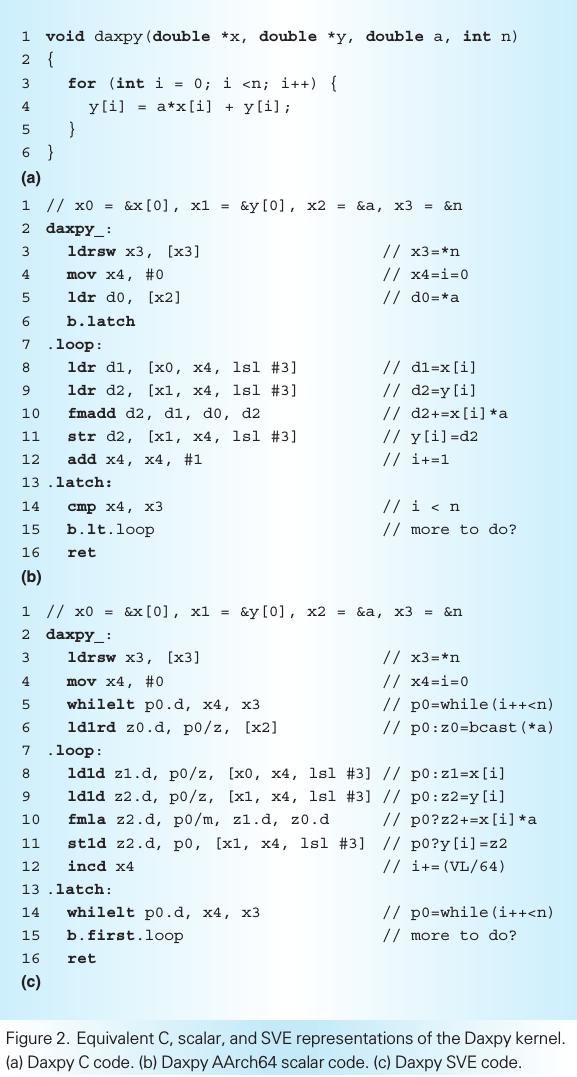 1 void daxpy(double *x, double *y, double a, int n)
2 {
3 for (int i = 0; i <n; i++) {
4 y[i] = a*x[i] + y[i];
5 }
6 }
(a)
1 // x0 = &x[0], x1 = &y[0], x2 = &a, x3 = &n
2 daxpy_:
3 ldrsw x3, [x3] // x3=*n
4 mov x4, #0 // x4=i=0
5 ldr d0, [x2] // d0=*a
6 b.latch
7 .loop:
8 ldr d1, [x0, x4, lsl #3] // d1=x[i]
9 ldr d2, [x1, x4, lsl #3] // d2=y[i]
10 fmadd d2, d1, d0, d2 // d2+=x[i]*a
11 str d2, [x1, x4, lsl #3] // y[i]=d2
12 add x4, x4, #1 // i+=1
13 .latch:
14 cmp x4, x3 // i < n
15 b.lt.loop // more to do?
16 ret
(b)
1 // x0 = &x[0], x1 = &y[0], x2 = &a, x3 = &n
2 daxpy_:
3 ldrsw x3, [x3] // x3=*n
4 mov x4, #0 // x4=i=0
5 whilelt p0.d, x4, x3 // p0=while(i++<n)
6 ld1rd z0.d, p0/z, [x2] // p0:z0=bcast(*a)
7 .loop:
8 ld1d z1.d, p0/z, [x0, x4, lsl #3] // p0:z1=x[i]
9 ld1d z2.d, p0/z, [x1, x4, lsl #3] // p0:z2=y[i]
10 fmla z2.d, p0/m, z1.d, z0.d // p0?z2+=x[i]*a
11 st1d z2.d, p0, [x1, x4, lsl #3] // p0?y[i]=z2
12 incd x4 // i+=(VL/64)
13 .latch:
14 whilelt p0.d, x4, x3 // p0=while(i++<n)
15 b.first.loop // more to do?
16 ret
(c)
Figure 2. Equivalent C, scalar, and SVE representations of the Daxpy kernel.
(a) Daxpy C code. (b) Daxpy AArch64 scalar code. (c) Daxpy SVE code.